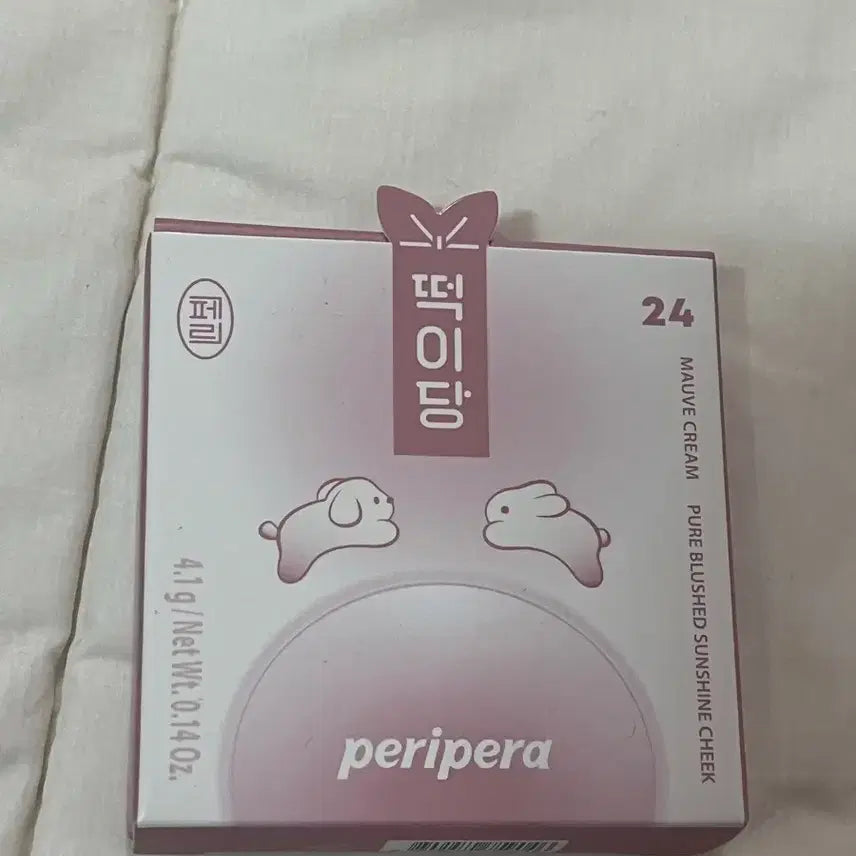 떡이당
페리
24
MAUVE CREAM PURE BLUSHED SUNSHINE CHEEK
4.1 g / Net Wt. 0.14 Oz.
peripera